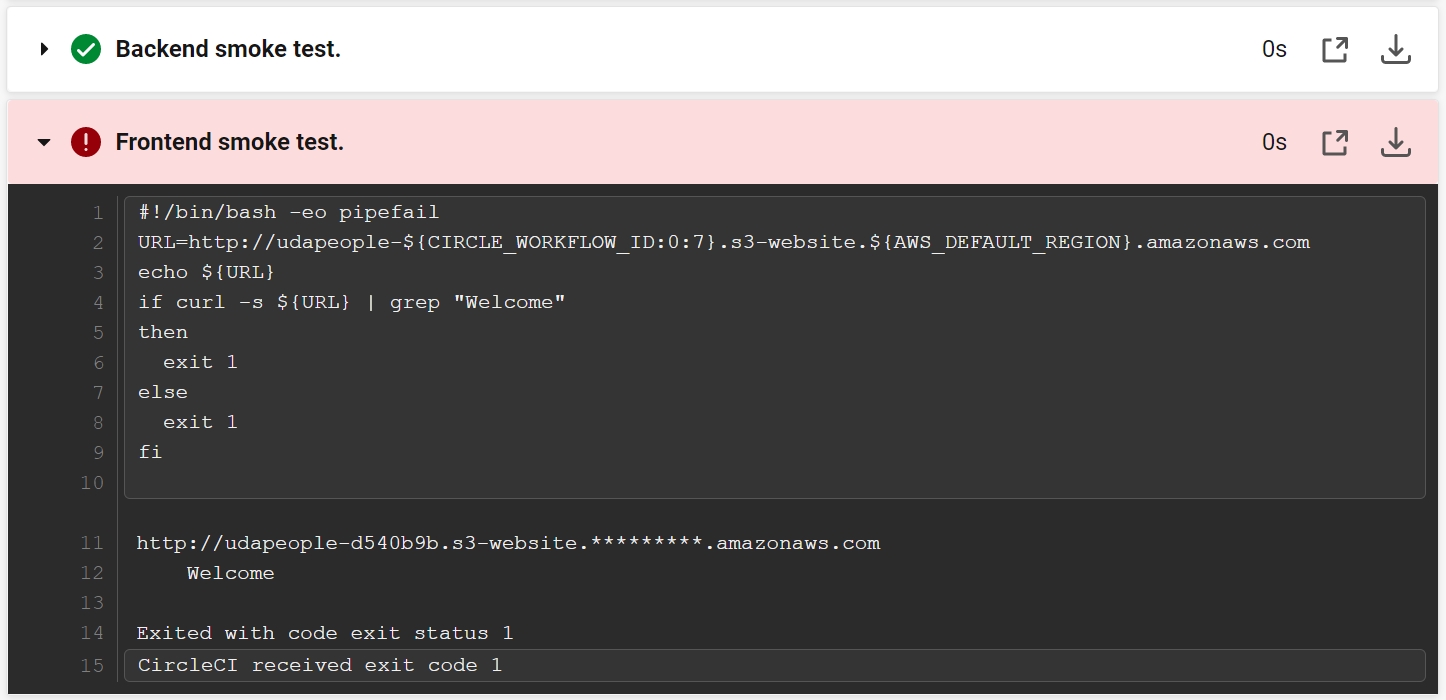 Backend smoke test. 0s
Frontend smoke test. 0s
1 #!/bin/bash -eo pipefail
2 URL=http://udapeople-${CIRCLE_WORKFLOW_ID:0:7}.s3-website.${AWS_DEFAULT_REGION}.amazonaws.com
3 echo ${URL}
4 if curl -s ${URL} | grep "Welcome"
5 then
6   exit 1
7 else
8   exit 1
9 fi
10
11 http://udapeople-d540b9b.s3-website.*********.amazonaws.com
12     Welcome
13
14 Exited with code exit status 1
15 CircleCI received exit code 1